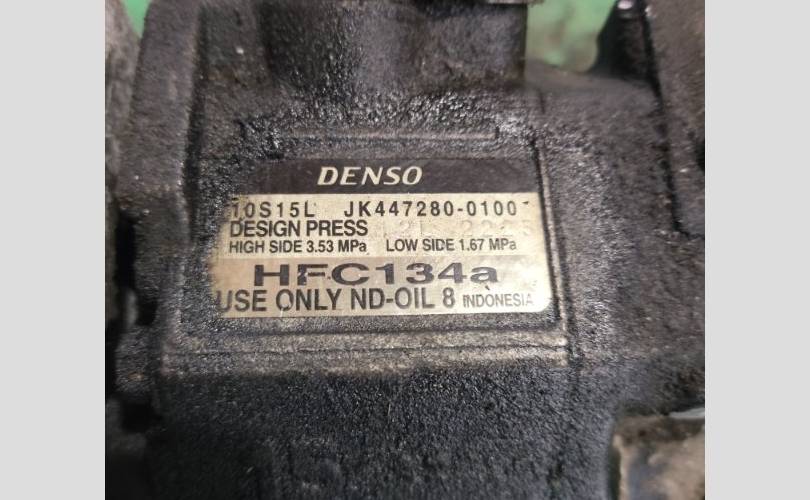 DENSO
10S15L JK447280-0100
DESIGN PRESS
HIGH SIDE 3.53 MPa LOW SIDE 1.67 MPa
HFC134a
USE ONLY ND-OIL 8 INDONESIA